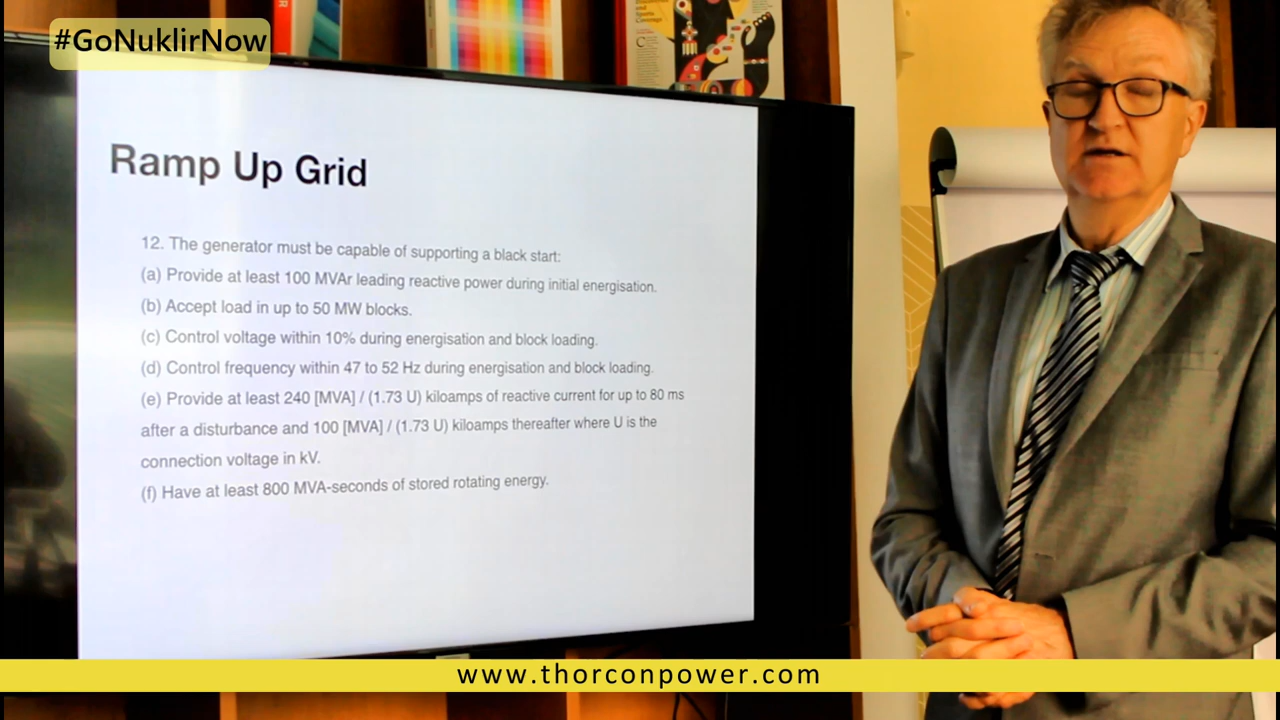 #GoNuklirNow
Ramp Up Grid
12. The generator must be capable of supporting a black start:
(a) Provide at least 100 MVAr leading reactive power during initial energisation.
(b) Accept load in up to 50 MW blocks.
(c) Control voltage within 10% during energisation and block loading.
(d) Control frequency within 47 to 52 Hz during energisation and block loading.
(e) Provide at least 240 [MVA] / (1.73 U) kiloamps of reactive current for up to 80 ms
after a disturbance and 100 [MVA] / (1.73 U) kiloamps thereafter where U is the
connection voltage in kV.
(f) Have at least 800 MVA-seconds of stored rotating energy.
www.thorconpower.com